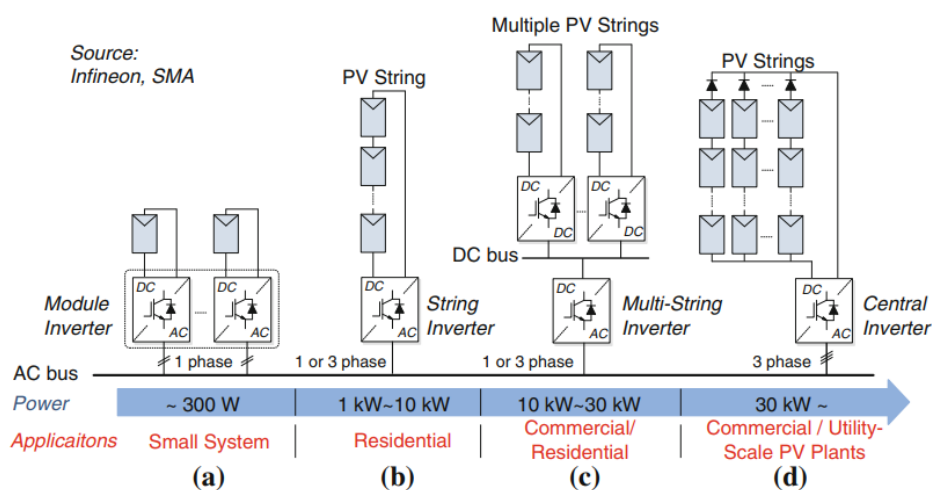 Source:
Infineon, SMA
PV String
Multiple PV Strings
PV Strings
DC
DC
DC
DC
DC bus
DC
AC
DC
AC
Module
Inverter
DC
AC
String
Inverter
DC
AC
Multi-String
Inverter
DC
AC
Central
Inverter
1 phase
1 or 3 phase
1 or 3 phase
3 phase
AC bus
Power
~ 300 W
1 kW~10 kW
10 kW~30 kW
30 kW ~
Applicaitons
Small System
Residential
Commercial/
Residential
Commercial / Utility-
Scale PV Plants
(a)
(b)
(c)
(d)